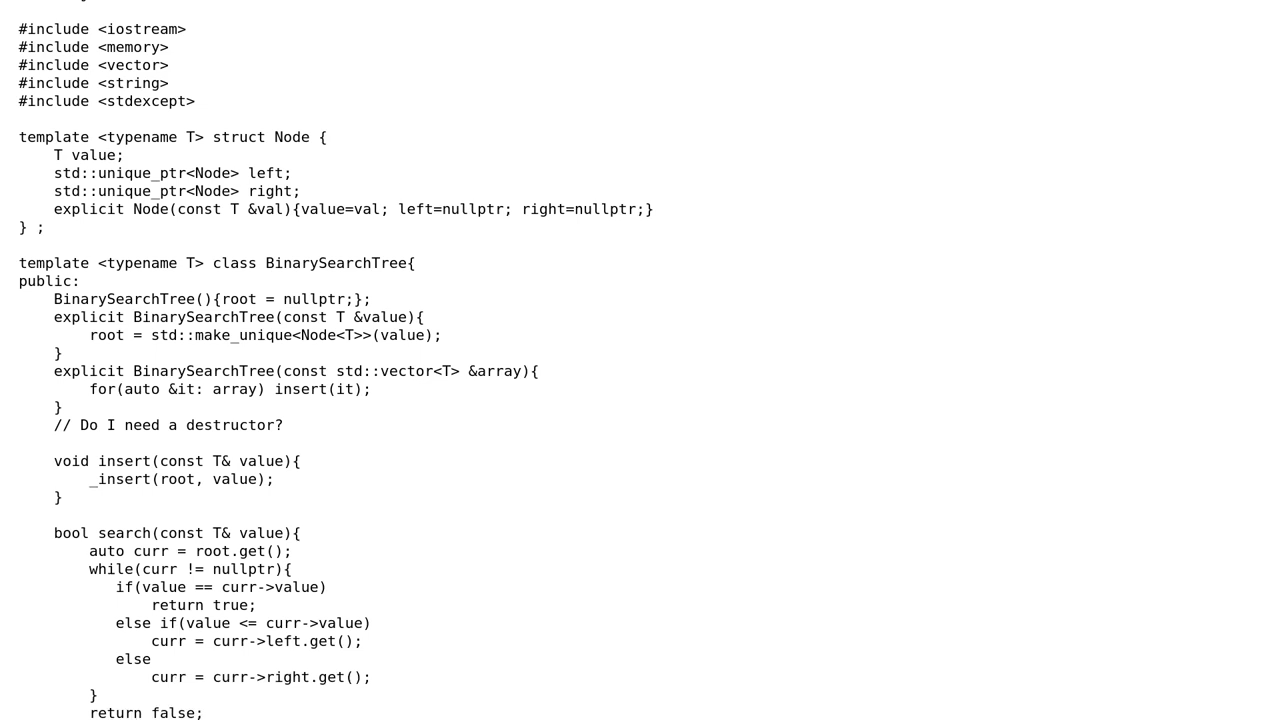 #include <iostream>
#include <memory>
#include <vector>
#include <string>
#include <stdexcept>

template <typename T> struct Node {
    T value;
    std::unique_ptr<Node> left;
    std::unique_ptr<Node> right;
    explicit Node(const T &val){value=val; left=nullptr; right=nullptr;}
} ;

template <typename T> class BinarySearchTree{
public:
    BinarySearchTree(){root = nullptr;};
    explicit BinarySearchTree(const T &value){
        root = std::make_unique<Node<T>>(value);
    }
    explicit BinarySearchTree(const std::vector<T> &array){
        for(auto &it: array) insert(it);
    }
    // Do I need a destructor?

    void insert(const T& value){
        _insert(root, value);
    }

    bool search(const T& value){
        auto curr = root.get();
        while(curr != nullptr){
           if(value == curr->value)
               return true;
           else if(value <= curr->value)
               curr = curr->left.get();
           else
               curr = curr->right.get();
        }
        return false;